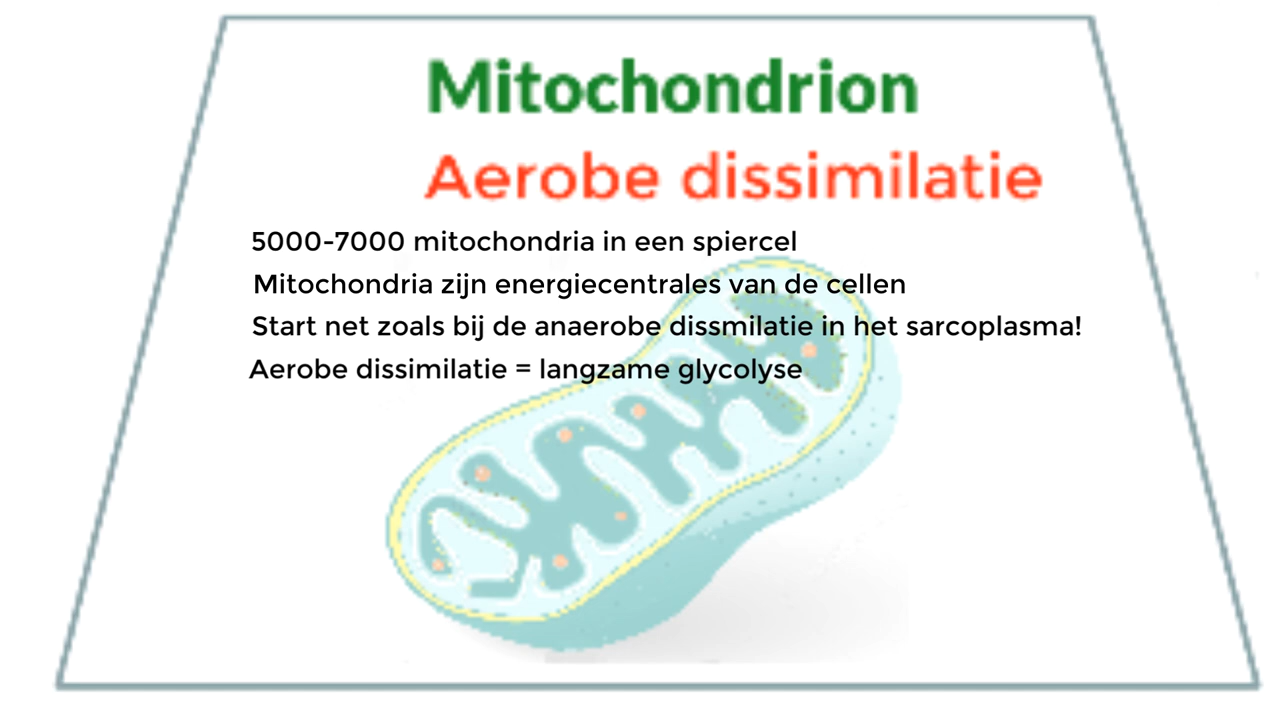 Mitochondrion
Aerobe dissimilatie
5000-7000 mitochondria in een spiercel
Mitochondria zijn energiecentrales van de cellen
Start net zoals bij de anaerobe dissmilatie in het sarcoplasma!
Aerobe dissimilatie = langzame glycolyse